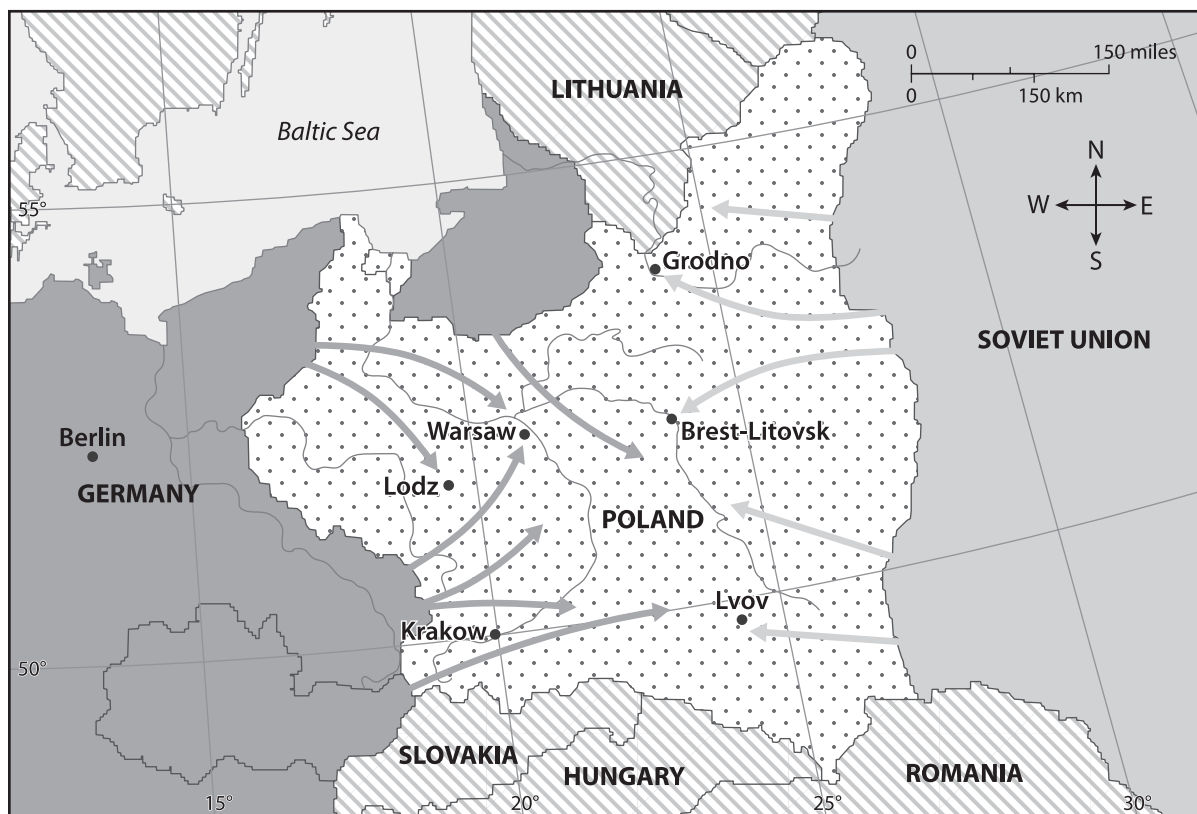 0 150 miles
0 150 km
LITHUANIA
Baltic Sea
N
W E
S
55°
Grodno
SOVIET UNION
Berlin
Warsaw
Brest-Litovsk
GERMANY
Lodz
POLAND
Lvov
Krakow
50°
SLOVAKIA
HUNGARY
ROMANIA
15°
20°
25°
30°